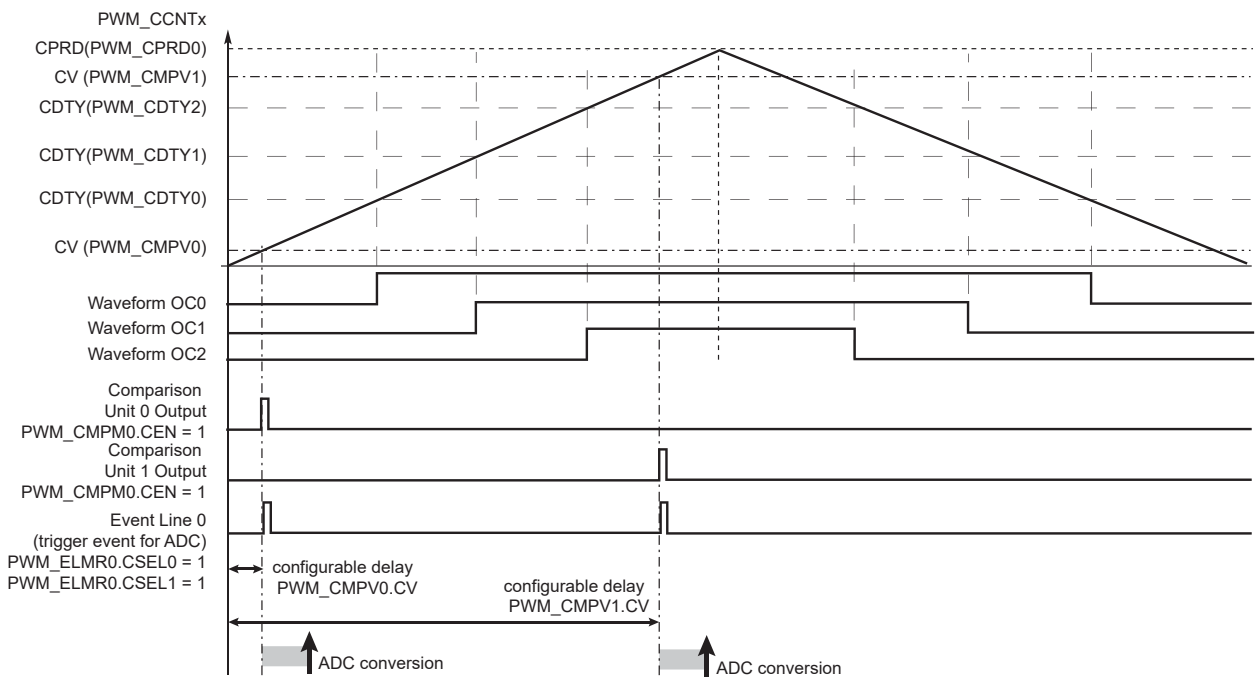 PWM_CCNTx
CPRD(PWM_CPRD0)
CV (PWM_CMPV1)
CDTY(PWM_CDTY2)
CDTY(PWM_CDTY1)
CDTY(PWM_CDTY0)
CV (PWM_CMPV0)
Waveform OC0
Waveform OC1
Waveform OC2
Comparison
Unit 0 Output
PWM_CMPM0.CEN = 1
Comparison
Unit 1 Output
PWM_CMPM0.CEN = 1
Event Line 0
(trigger event for ADC)
PWM_ELMR0.CSEL0 = 1
PWM_ELMR0.CSEL1 = 1
configurable delay
PWM_CMPV0.CV
configurable delay
PWM_CMPV1.CV
ADC conversion
ADC conversion